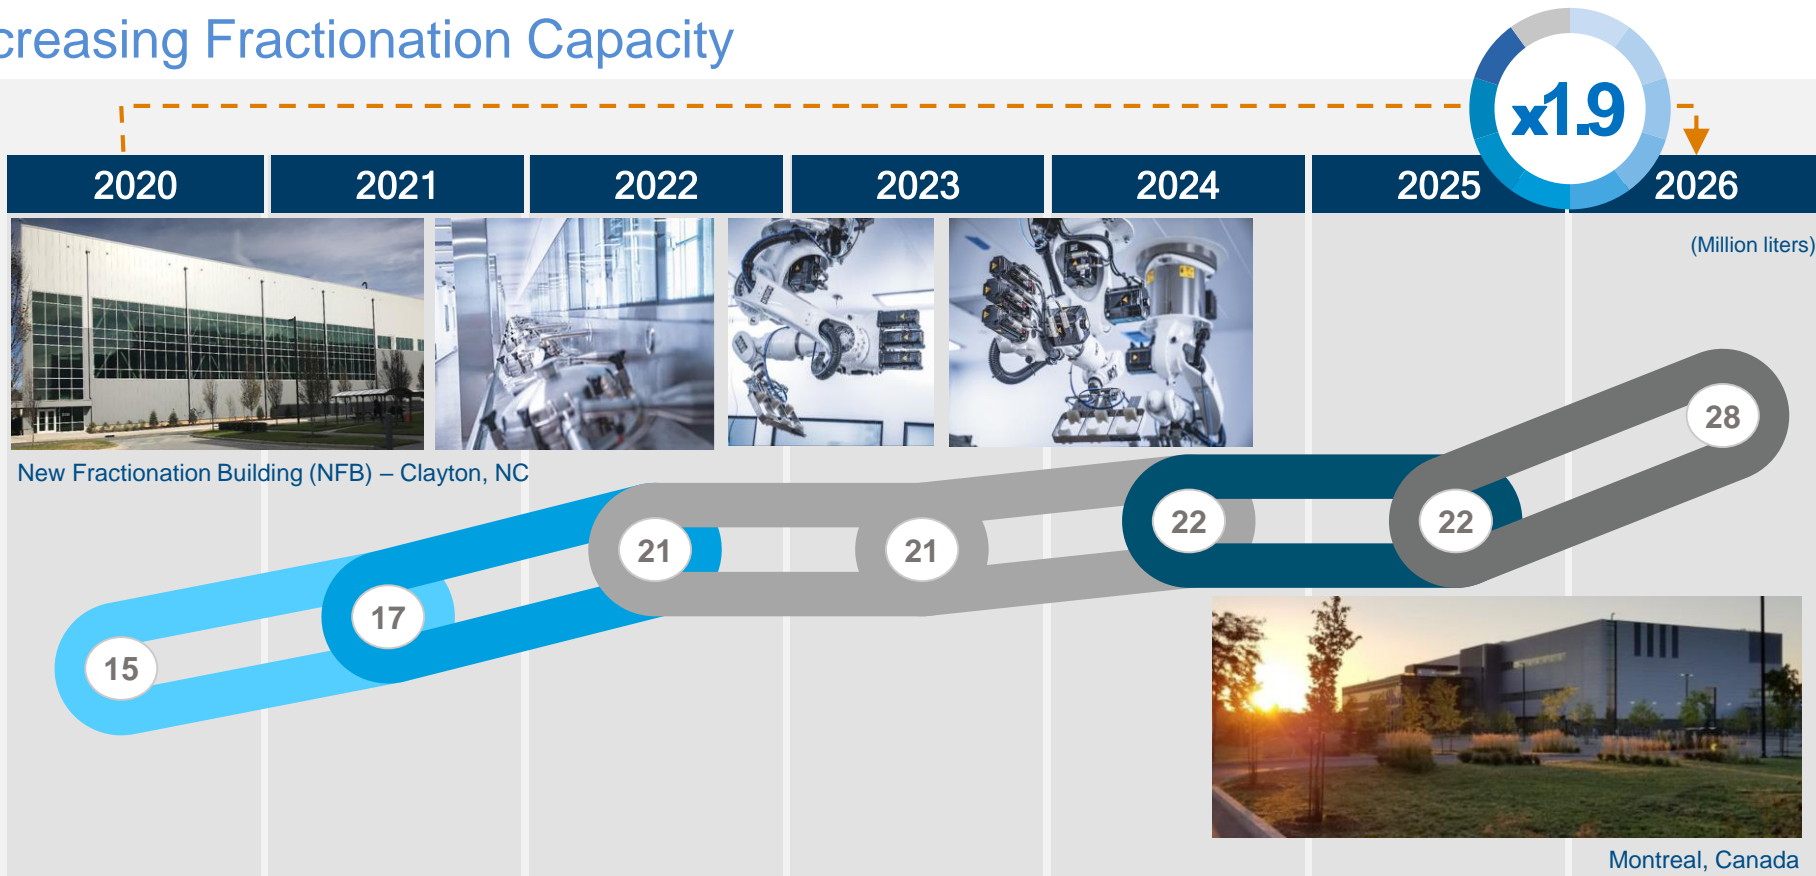 creasing Fractionation Capacity
x1.9
2020 2021 2022 2023 2024 2025 2026
(Million liters)
New Fractionation Building (NFB) – Clayton, NC
15
17
21
21
22
22
28
Montreal, Canada